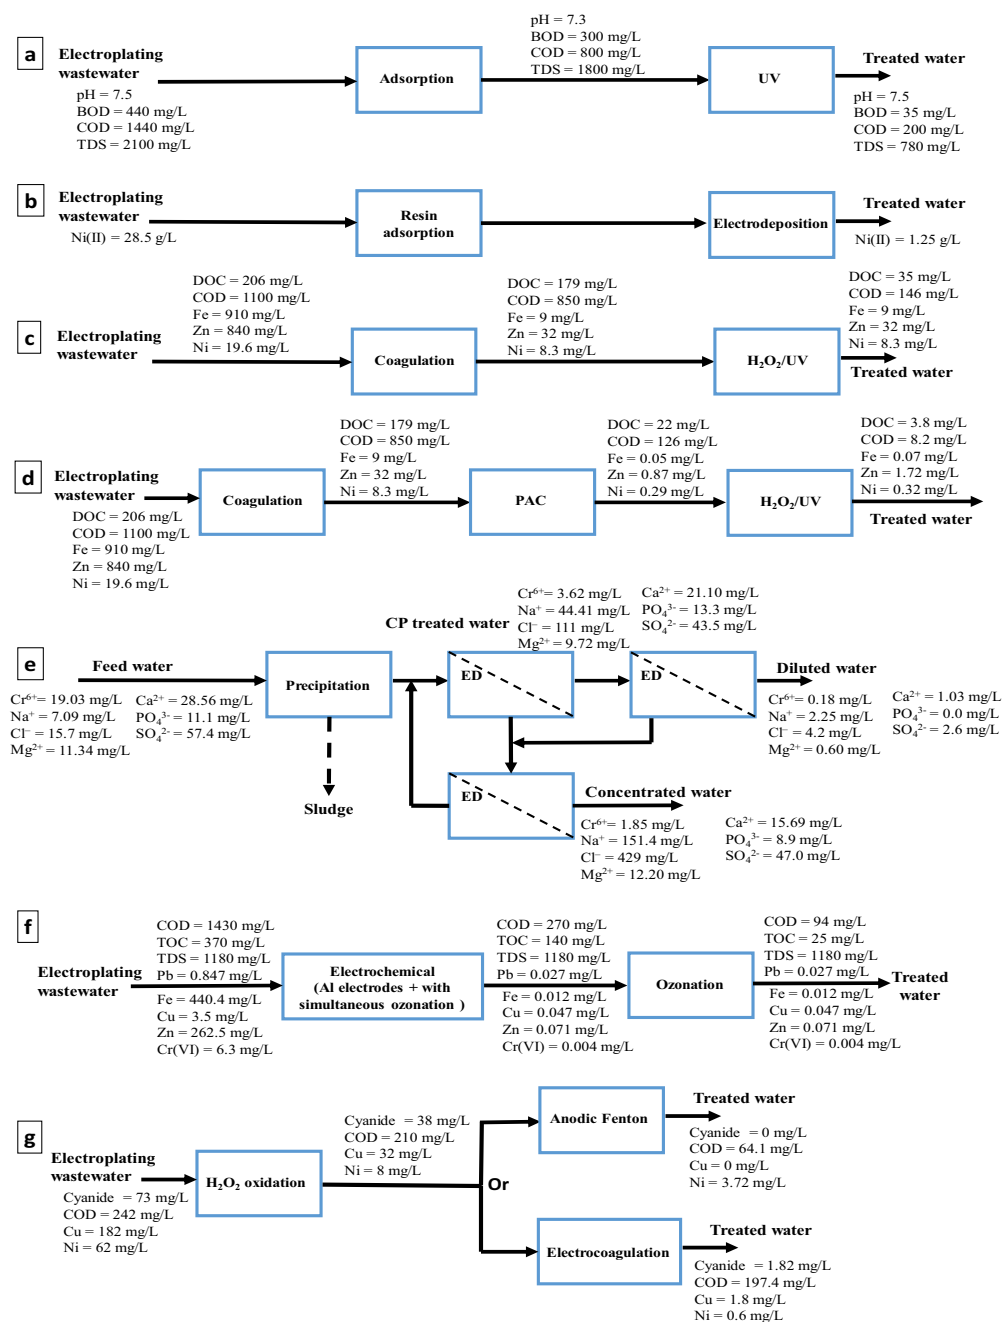 a
Electroplating
wastewater
pH = 7.5
BOD = 440 mg/L
COD = 1440 mg/L
TDS = 2100 mg/L
Adsorption
pH = 7.3
BOD = 300 mg/L
COD = 800 mg/L
TDS = 1800 mg/L
UV
Treated water
pH = 7.5
BOD = 35 mg/L
COD = 200 mg/L
TDS = 780 mg/L
b
Electroplating
wastewater
Ni(II) = 28.5 g/L
Resin
adsorption
Electrodeposition
Treated water
Ni(II) = 1.25 g/L
c
Electroplating
wastewater
DOC = 206 mg/L
COD = 1100 mg/L
Fe = 910 mg/L
Zn = 840 mg/L
Ni = 19.6 mg/L
Coagulation
DOC = 179 mg/L
COD = 850 mg/L
Fe = 9 mg/L
Zn = 32 mg/L
Ni = 8.3 mg/L
H₂O₂/UV
DOC = 35 mg/L
COD = 146 mg/L
Fe = 9 mg/L
Zn = 32 mg/L
Ni = 8.3 mg/L
Treated water
d
Electroplating
wastewater
DOC = 206 mg/L
COD = 1100 mg/L
Fe = 910 mg/L
Zn = 840 mg/L
Ni = 19.6 mg/L
Coagulation
DOC = 179 mg/L
COD = 850 mg/L
Fe = 9 mg/L
Zn = 32 mg/L
Ni = 8.3 mg/L
PAC
DOC = 22 mg/L
COD = 126 mg/L
Fe = 0.05 mg/L
Zn = 0.87 mg/L
Ni = 0.29 mg/L
H₂O₂/UV
DOC = 3.8 mg/L
COD = 8.2 mg/L
Fe = 0.07 mg/L
Zn = 1.72 mg/L
Ni = 0.32 mg/L
Treated water
e
Feed water
Cr⁶⁺= 19.03 mg/L
Na⁺ = 7.09 mg/L
Cl⁻ = 15.7 mg/L
Mg²⁺ = 11.34 mg/L
Ca²⁺ = 28.56 mg/L
PO₄³⁻ = 11.1 mg/L
SO₄²⁻ = 57.4 mg/L
Precipitation
Sludge
CP treated water
Cr⁶⁺= 3.62 mg/L
Na⁺ = 44.41 mg/L
Cl⁻ = 111 mg/L
Mg²⁺ = 9.72 mg/L
Ca²⁺ = 21.10 mg/L
PO₄³⁻ = 13.3 mg/L
SO₄²⁻ = 43.5 mg/L
ED
ED
Diluted water
Cr⁶⁺ = 0.18 mg/L
Na⁺ = 2.25 mg/L
Cl⁻ = 4.2 mg/L
Mg²⁺ = 0.60 mg/L
Ca²⁺ = 1.03 mg/L
PO₄³⁻ = 0.0 mg/L
SO₄²⁻ = 2.6 mg/L
ED
Concentrated water
Cr⁶⁺= 1.85 mg/L
Na⁺ = 151.4 mg/L
Cl⁻ = 429 mg/L
Mg²⁺ = 12.20 mg/L
Ca²⁺ = 15.69 mg/L
PO₄³⁻ = 8.9 mg/L
SO₄²⁻ = 47.0 mg/L
f
Electroplating
wastewater
COD = 1430 mg/L
TOC = 370 mg/L
TDS = 1180 mg/L
Pb = 0.847 mg/L
Fe = 440.4 mg/L
Cu = 3.5 mg/L
Zn = 262.5 mg/L
Cr(VI) = 6.3 mg/L
Electrochemical
(Al electrodes + with
simultaneous ozonation )
COD = 270 mg/L
TOC = 140 mg/L
TDS = 1180 mg/L
Pb = 0.027 mg/L
Fe = 0.012 mg/L
Cu = 0.047 mg/L
Zn = 0.071 mg/L
Cr(VI) = 0.004 mg/L
Ozonation
COD = 94 mg/L
TOC = 25 mg/L
TDS = 1180 mg/L
Pb = 0.027 mg/L
Fe = 0.012 mg/L
Cu = 0.047 mg/L
Zn = 0.071 mg/L
Cr(VI) = 0.004 mg/L
Treated
water
g
Electroplating
wastewater
Cyanide = 73 mg/L
COD = 242 mg/L
Cu = 182 mg/L
Ni = 62 mg/L
H₂O₂ oxidation
Cyanide = 38 mg/L
COD = 210 mg/L
Cu = 32 mg/L
Ni = 8 mg/L
Or
Anodic Fenton
Treated water
Cyanide = 0 mg/L
COD = 64.1 mg/L
Cu = 0 mg/L
Ni = 3.72 mg/L
Electrocoagulation
Treated water
Cyanide = 1.82 mg/L
COD = 197.4 mg/L
Cu = 1.8 mg/L
Ni = 0.6 mg/L